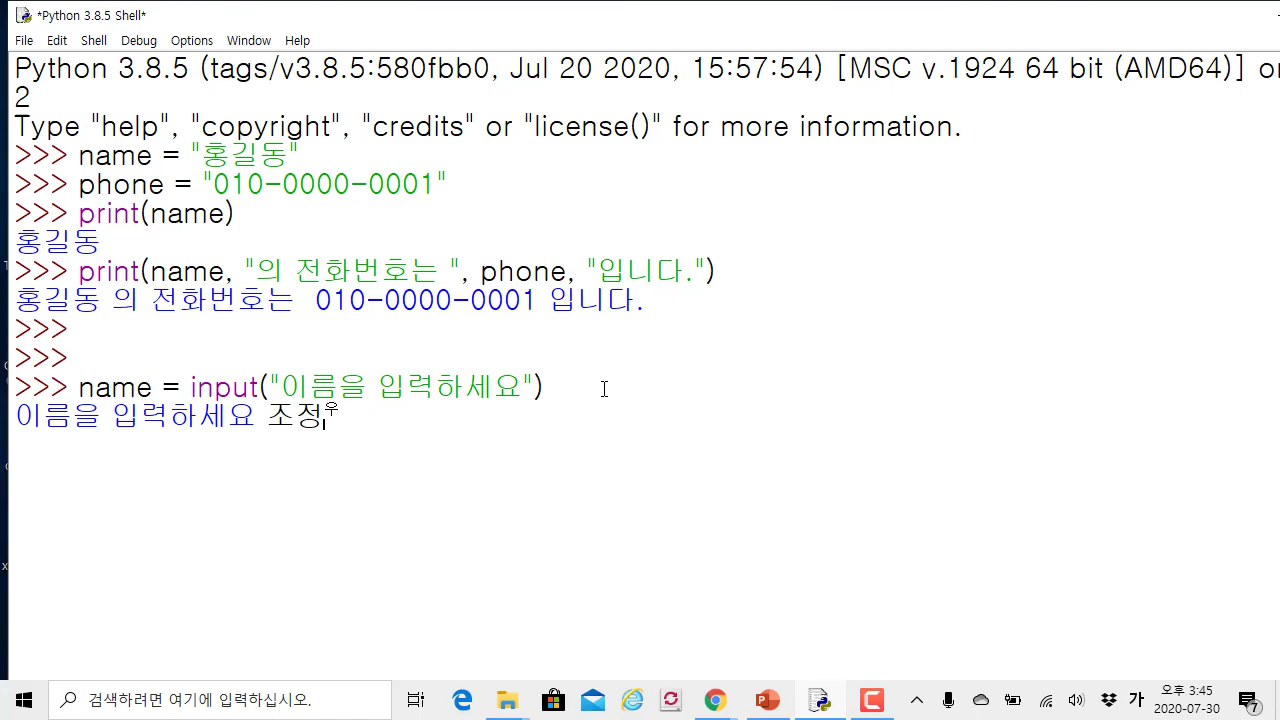 *Python 3.8.5 Shell*
File Edit Shell Debug Options Window Help
Python 3.8.5 (tags/v3.8.5:580fbb0, Jul 20 2020, 15:57:54) [MSC v.1924 64 bit (AMD64)]
2
Type "help", "copyright", "credits" or "license()" for more information.
>>> name = "홍길동"
>>> phone = "010-0000-0001"
>>> print(name)
홍길동
>>> print(name, "의 전화번호는 ", phone, "입니다.")
홍길동 의 전화번호는  010-0000-0001 입니다.
>>>
>>>
>>> name = input("이름을 입력하세요")
이름을 입력하세요 조정우
검색하려면 여기에 입력하십시오.
가
오후 3:45
2020-07-30
7